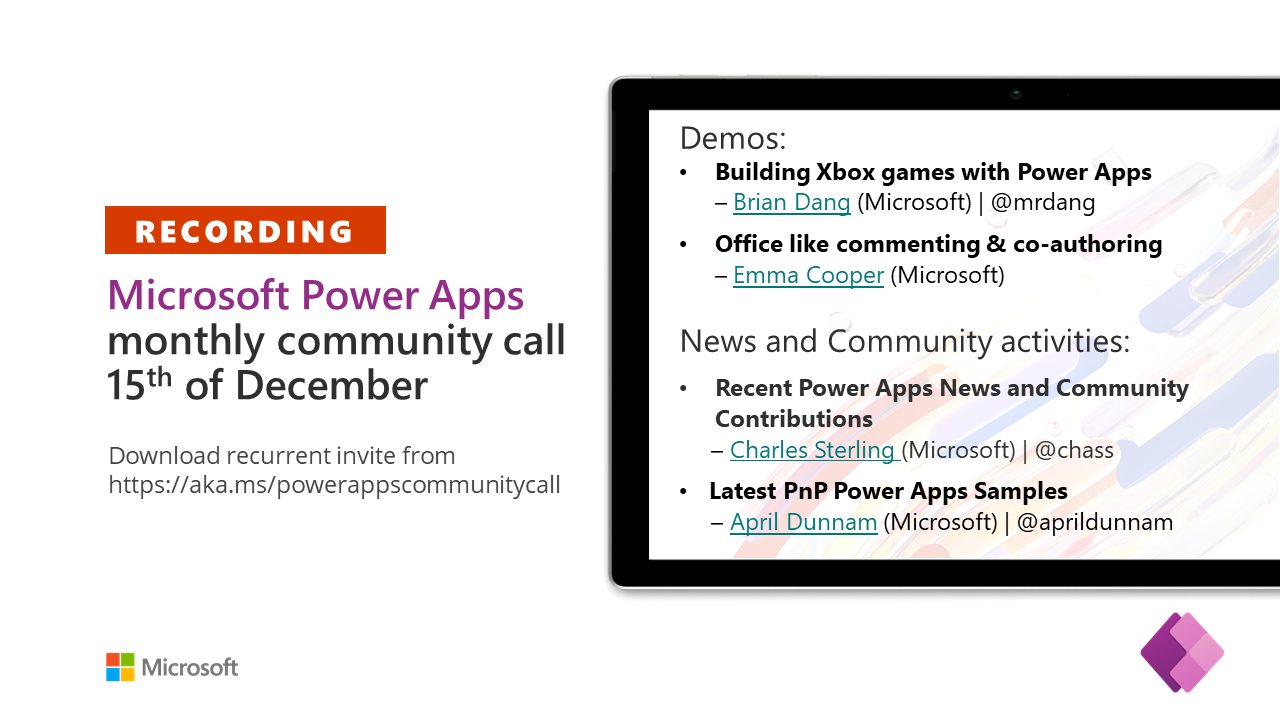 RECORDING
Microsoft Power Apps
monthly community call
15th of December
Download recurrent invite from
https://aka.ms/powerappscommunitycall
Microsoft
Demos:
• Building Xbox games with Power Apps
– Brian Dang (Microsoft) | @mrdang
• Office like commenting & co-authoring
– Emma Cooper (Microsoft)
News and Community activities:
• Recent Power Apps News and Community
Contributions
– Charles Sterling (Microsoft) | @chass
• Latest PnP Power Apps Samples
– April Dunnam (Microsoft) | @aprildunnam